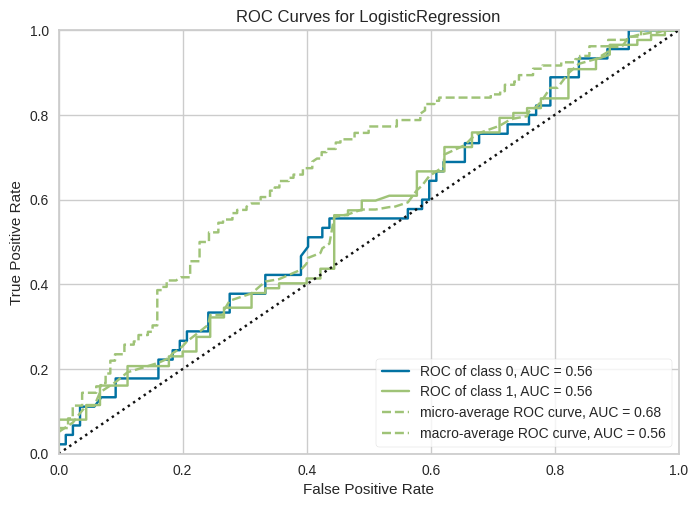 ROC Curves for LogisticRegression
1.0
0.8
0.6
0.4
0.2
0.0
True Positive Rate
ROC of class 0, AUC = 0.56
ROC of class 1, AUC = 0.56
micro-average ROC curve, AUC = 0.68
macro-average ROC curve, AUC = 0.56
0.0 0.2 0.4 0.6 0.8 1.0
False Positive Rate